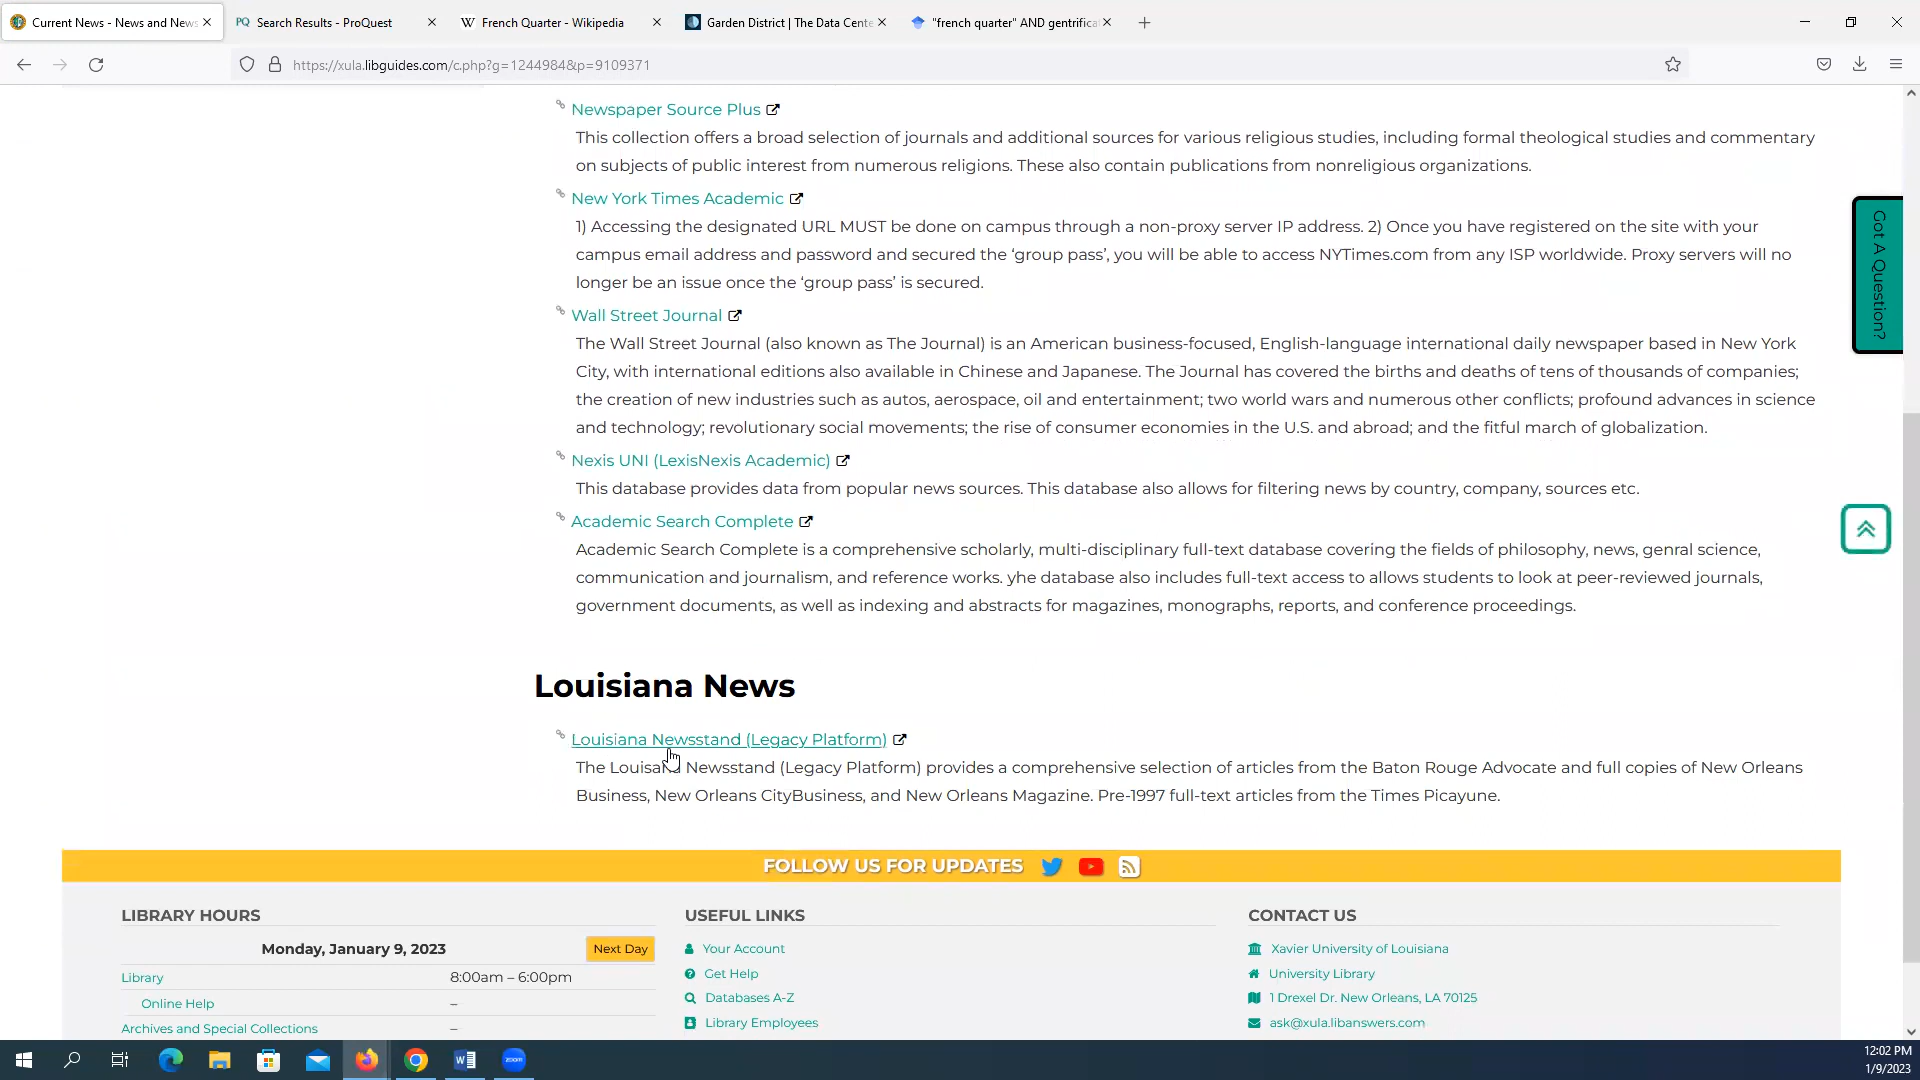 Current News - News and News
Search Results - ProQuest
French Quarter - Wikipedia
Garden District | The Data Cente
"french quarter" AND gentrifica
https://xula.libguides.com/c.php?g=1244984&p=9109371
Newspaper Source Plus
This collection offers a broad selection of journals and additional sources for various religious studies, including formal theological studies and commentary
on subjects of public interest from numerous religions. These also contain publications from nonreligious organizations.
New York Times Academic
1) Accessing the designated URL MUST be done on campus through a non-proxy server IP address. 2) Once you have registered on the site with your
campus email address and password and secured the ‘group pass’, you will be able to access NYTimes.com from any ISP worldwide. Proxy servers will no
longer be an issue once the ‘group pass’ is secured.
Got A Question?
Wall Street Journal
The Wall Street Journal (also known as The Journal) is an American business-focused, English-language international daily newspaper based in New York
City, with international editions also available in Chinese and Japanese. The Journal has covered the births and deaths of tens of thousands of companies;
the creation of new industries such as autos, aerospace, oil and entertainment; two world wars and numerous other conflicts; profound advances in science
and technology; revolutionary social movements; the rise of consumer economies in the U.S. and abroad; and the fitful march of globalization.
Nexis UNI (LexisNexis Academic)
This database provides data from popular news sources. This database also allows for filtering news by country, company, sources etc.
Academic Search Complete
Academic Search Complete is a comprehensive scholarly, multi-disciplinary full-text database covering the fields of philosophy, news, genral science,
communication and journalism, and reference works. yhe database also includes full-text access to allows students to look at peer-reviewed journals,
government documents, as well as indexing and abstracts for magazines, monographs, reports, and conference proceedings.
Louisiana News
Louisiana Newsstand (Legacy Platform)
The Louisana Newsstand (Legacy Platform) provides a comprehensive selection of articles from the Baton Rouge Advocate and full copies of New Orleans
Business, New Orleans CityBusiness, and New Orleans Magazine. Pre-1997 full-text articles from the Times Picayune.
FOLLOW US FOR UPDATES
LIBRARY HOURS
Monday, January 9, 2023
Next Day
Library 8:00am – 6:00pm
Online Help –
Archives and Special Collections –
USEFUL LINKS
Your Account
Get Help
Databases A-Z
Library Employees
CONTACT US
Xavier University of Louisiana
University Library
1 Drexel Dr. New Orleans, LA 70125
ask@xula.libanswers.com
zoom
12:02 PM
1/9/2023